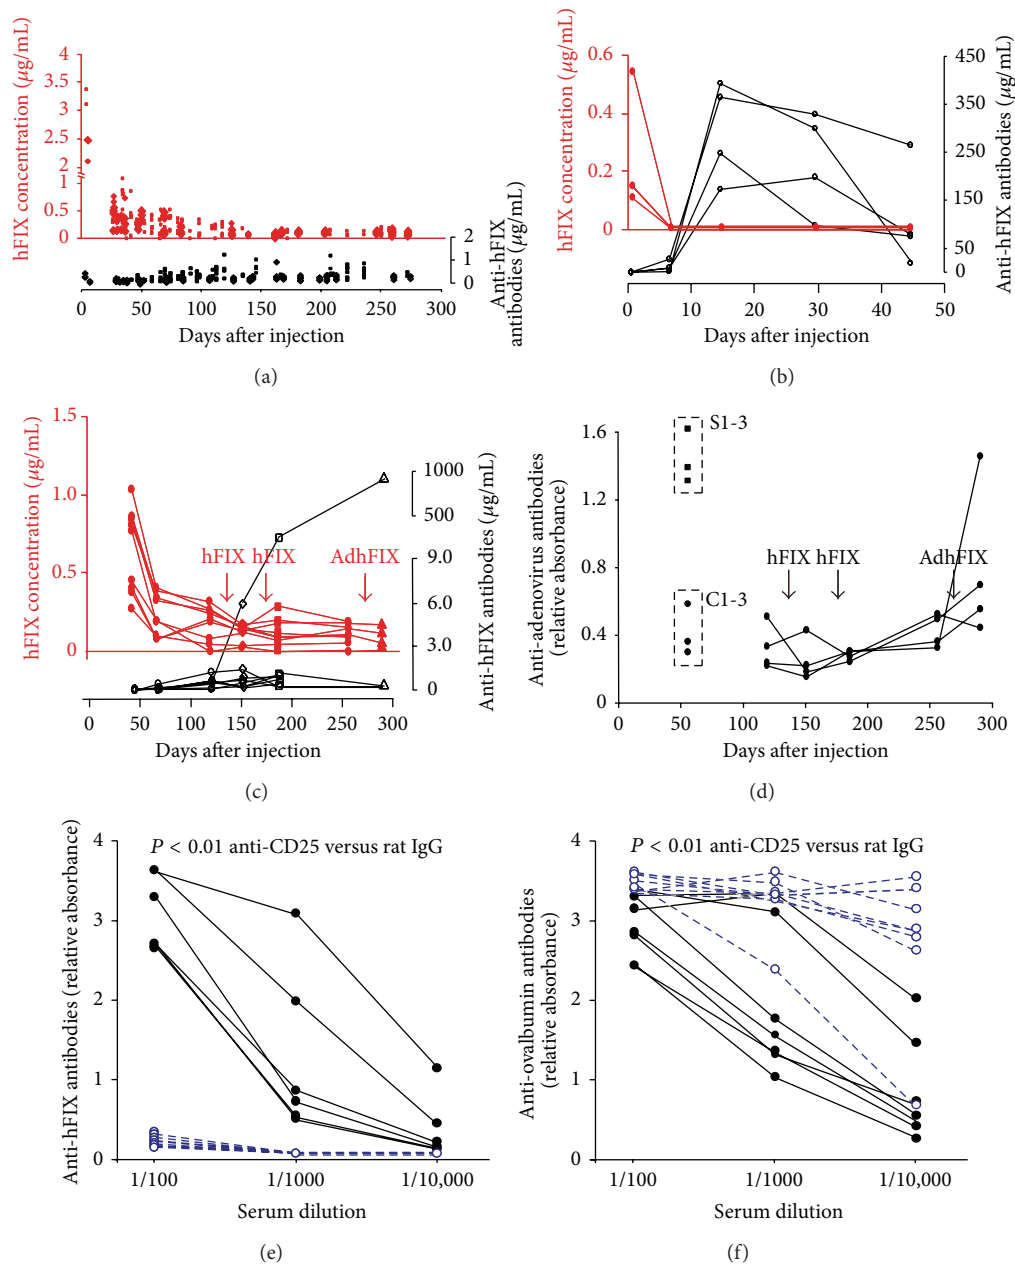 hFIX concentration (μg/mL)
4
3.5
3
2.5
2
1
0.5
0
2
1
0
Anti-hFIX
antibodies (μg/mL)
0 50 100 150 200 250 300
Days after injection
(a)
hFIX concentration (μg/mL)
0.6
0.4
0.2
0
450
350
250
150
50
0
Anti-hFIX antibodies (μg/mL)
0 10 20 30 40 50
Days after injection
(b)
hFIX concentration (μg/mL)
1.5
1.0
0.5
0
hFIX hFIX AdhFIX
1000
500
9.0
6.0
3.0
0
Anti-hFIX antibodies (μg/mL)
0 50 100 150 200 250 300
Days after injection
(c)
Anti-adenovirus antibodies
(relative absorbance)
1.6
1.2
0.8
0.4
0
S1-3
C1-3
hFIX hFIX AdhFIX
0 50 100 150 200 250 300
Days after injection
(d)
Anti-hFIX antibodies (relative absorbance)
4
3
2
1
0
P < 0.01 anti-CD25 versus rat IgG
1/100 1/1000 1/10,000
Serum dilution
(e)
Anti-ovalbumin antibodies
(relative absorbance)
4
3
2
1
0
P < 0.01 anti-CD25 versus rat IgG
1/100 1/1000 1/10,000
Serum dilution
(f)